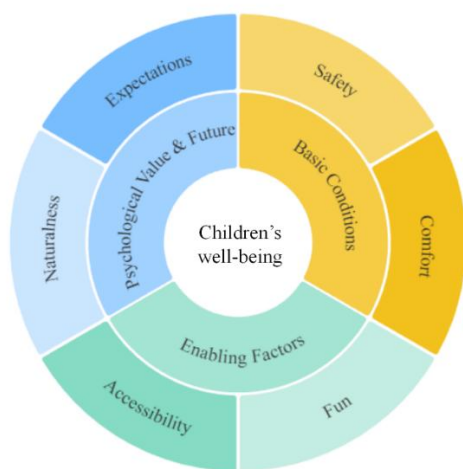 Children's
well-being
Basic Conditions
Enabling Factors
Psychological Value & Future
Safety
Comfort
Fun
Accessibility
Naturalness
Expectations